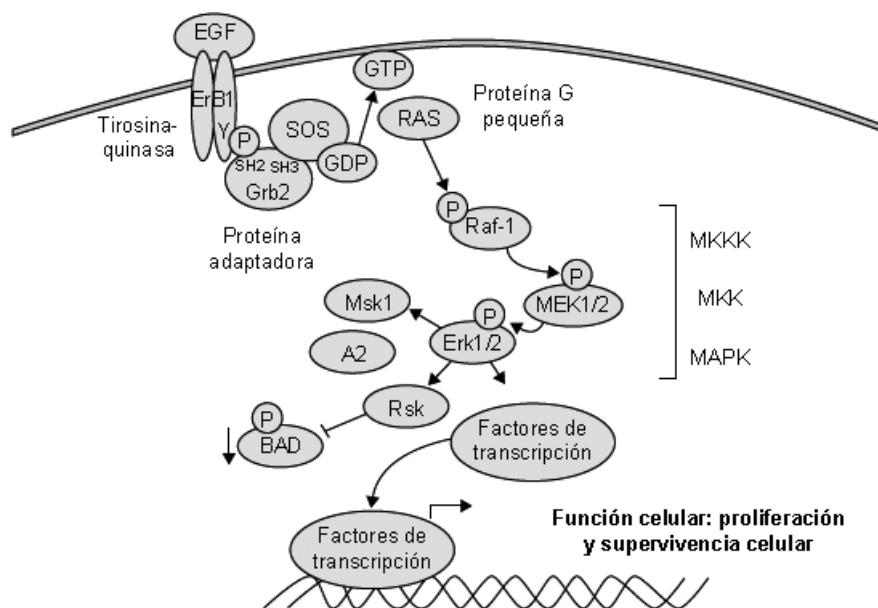 EGF
ErB1
Y
Tirosina-
quinasa
P
SH2 SH3
Grb2
SOS
GDP
GTP
RAS
Proteína G
pequeña
Proteína
adaptadora
P
Raf-1
P
MEK1/2
MKKK
MKK
MAPK
Msk1
P
Erk1/2
A2
Rsk
P
BAD
Factores de
transcripción
Factores de
transcripción
Función celular: proliferación
y supervivencia celular